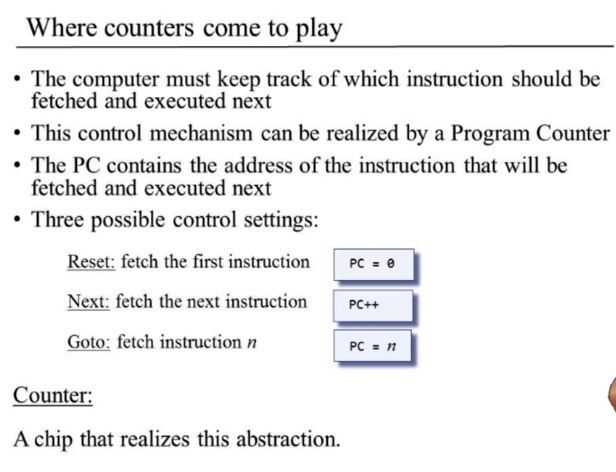 Where counters come to play
• The computer must keep track of which instruction should be
fetched and executed next
• This control mechanism can be realized by a Program Counter
• The PC contains the address of the instruction that will be
fetched and executed next
• Three possible control settings:
Reset: fetch the first instruction PC = 0
Next: fetch the next instruction PC++
Goto: fetch instruction n PC = n
Counter:
A chip that realizes this abstraction.